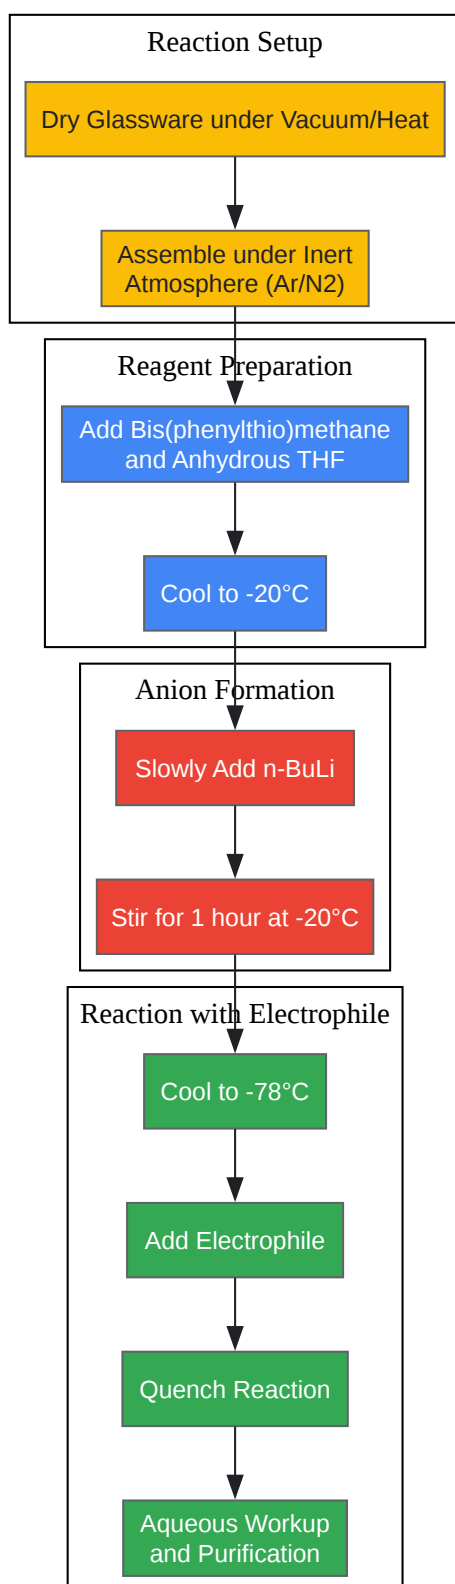 Reaction Setup
Dry Glassware under Vacuum/Heat
Assemble under Inert
Atmosphere (Ar/N2)
Reagent Preparation
Add Bis(phenylthio)methane
and Anhydrous THF
Cool to -20°C
Anion Formation
Slowly Add n-BuLi
Stir for 1 hour at -20°C
Reaction with Electrophile
Cool to -78°C
Add Electrophile
Quench Reaction
Aqueous Workup
and Purification